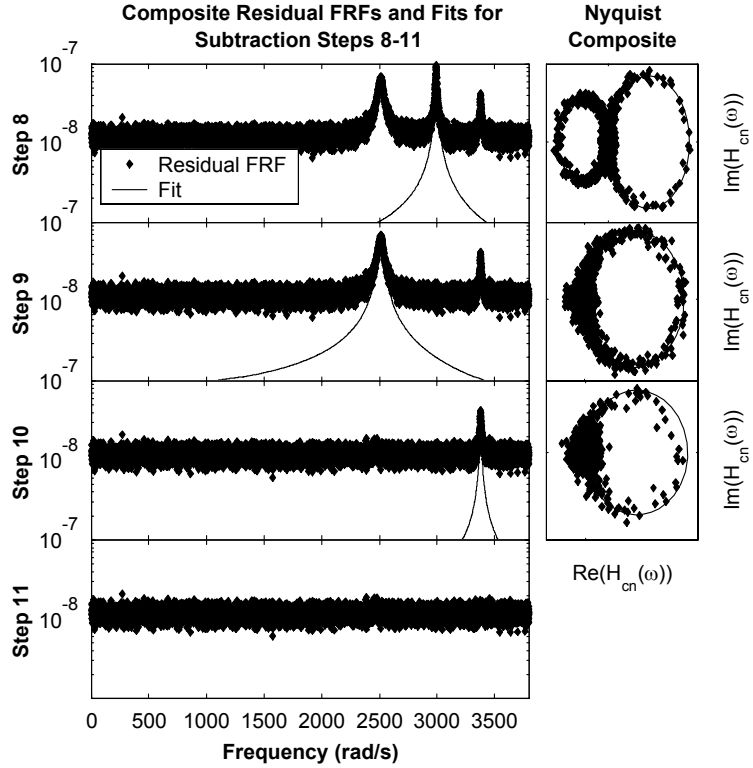 Composite Residual FRFs and Fits for
Subtraction Steps 8-11
Nyquist
Composite
10^-7
Step 8
10^-8
Residual FRF
Fit
Im(H_cn(ω))
10^-7
Step 9
10^-8
Im(H_cn(ω))
10^-7
Step 10
10^-8
Im(H_cn(ω))
10^-7
Step 11
10^-8
Re(H_cn(ω))
0 500 1000 1500 2000 2500 3000 3500
Frequency (rad/s)